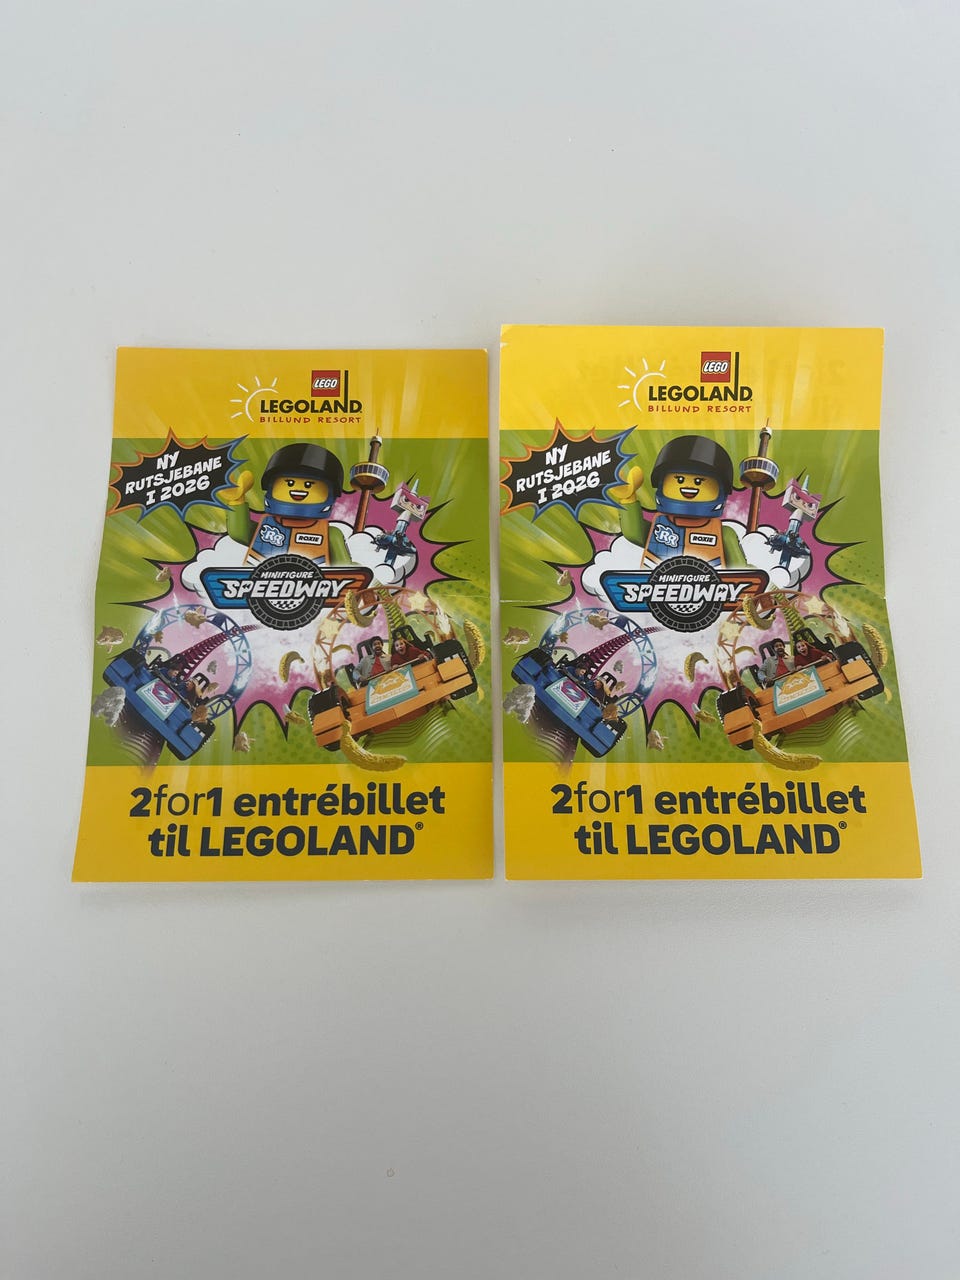 LEGO
LEGOLAND
BILLUND RESORT
NY
RUTSJEBANE
I 2026
ROXIE
MINIFIGURE
SPEEDWAY
2for1 entrébillet
til LEGOLAND®
LEGO
LEGOLAND
BILLUND RESORT
NY
RUTSJEBANE
I 2026
ROXIE
MINIFIGURE
SPEEDWAY
2for1 entrébillet
til LEGOLAND®